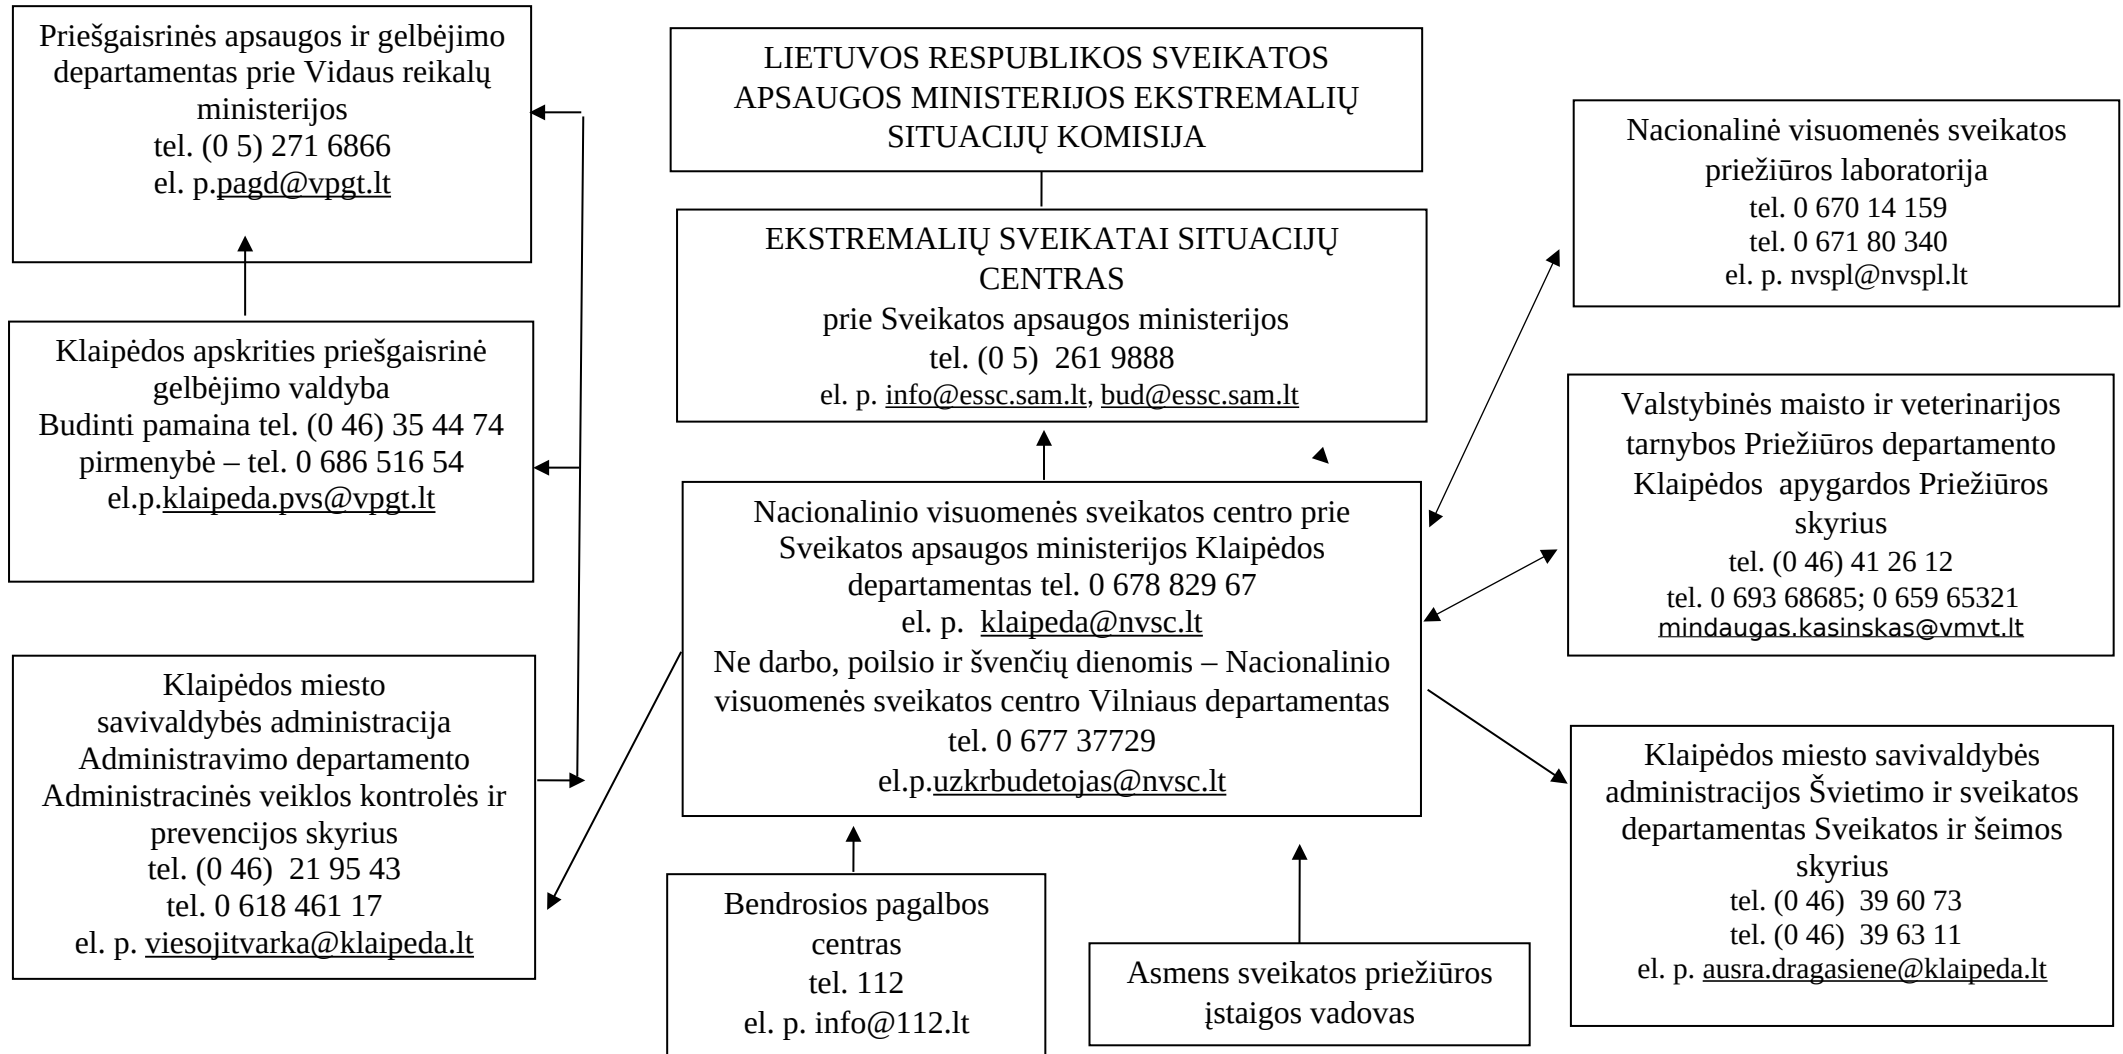 Priešgaisrinės apsaugos ir gelbėjimo
departamentas prie Vidaus reikalų
ministerijos
tel. (0 5) 271 6866
el. p.pagd@vpgt.lt
Klaipėdos apskrities priešgaisrinė
gelbėjimo valdyba
Budinti pamaina tel. (0 46) 35 44 74
pirmenybė – tel. 0 686 516 54
el.p.klaipeda.pvs@vpgt.lt
Klaipėdos miesto
savivaldybės administracija
Administravimo departamento
Administracinės veiklos kontrolės ir
prevencijos skyrius
tel. (0 46) 21 95 43
tel. 0 618 461 17
el. p. viesojitvarka@klaipeda.lt
LIETUVOS RESPUBLIKOS SVEIKATOS
APSAUGOS MINISTERIJOS EKSTREMALIŲ
SITUACIJŲ KOMISIJA
EKSTREMALIŲ SVEIKATAI SITUACIJŲ
CENTRAS
prie Sveikatos apsaugos ministerijos
tel. (0 5) 261 9888
el. p. info@essc.sam.lt, bud@essc.sam.lt
Nacionalinio visuomenės sveikatos centro prie
Sveikatos apsaugos ministerijos Klaipėdos
departamentas tel. 0 678 829 67
el. p. klaipeda@nvsc.lt
Ne darbo, poilsio ir švenčių dienomis – Nacionalinio
visuomenės sveikatos centro Vilniaus departamentas
tel. 0 677 37729
el.p.uzkrbudetojas@nvsc.lt
Bendrosios pagalbos
centras
tel. 112
el. p. info@112.lt
Asmens sveikatos priežiūros
įstaigos vadovas
Nacionalinė visuomenės sveikatos
priežiūros laboratorija
tel. 0 670 14 159
tel. 0 671 80 340
el. p. nvspl@nvspl.lt
Valstybinės maisto ir veterinarijos
tarnybos Priežiūros departamento
Klaipėdos apygardos Priežiūros
skyrius
tel. (0 46) 41 26 12
tel. 0 693 68685; 0 659 65321
mindaugas.kasinskas@vmvt.lt
Klaipėdos miesto savivaldybės
administracijos Švietimo ir sveikatos
departamentas Sveikatos ir šeimos
skyrius
tel. (0 46) 39 60 73
tel. (0 46) 39 63 11
el. p. ausra.dragasiene@klaipeda.lt